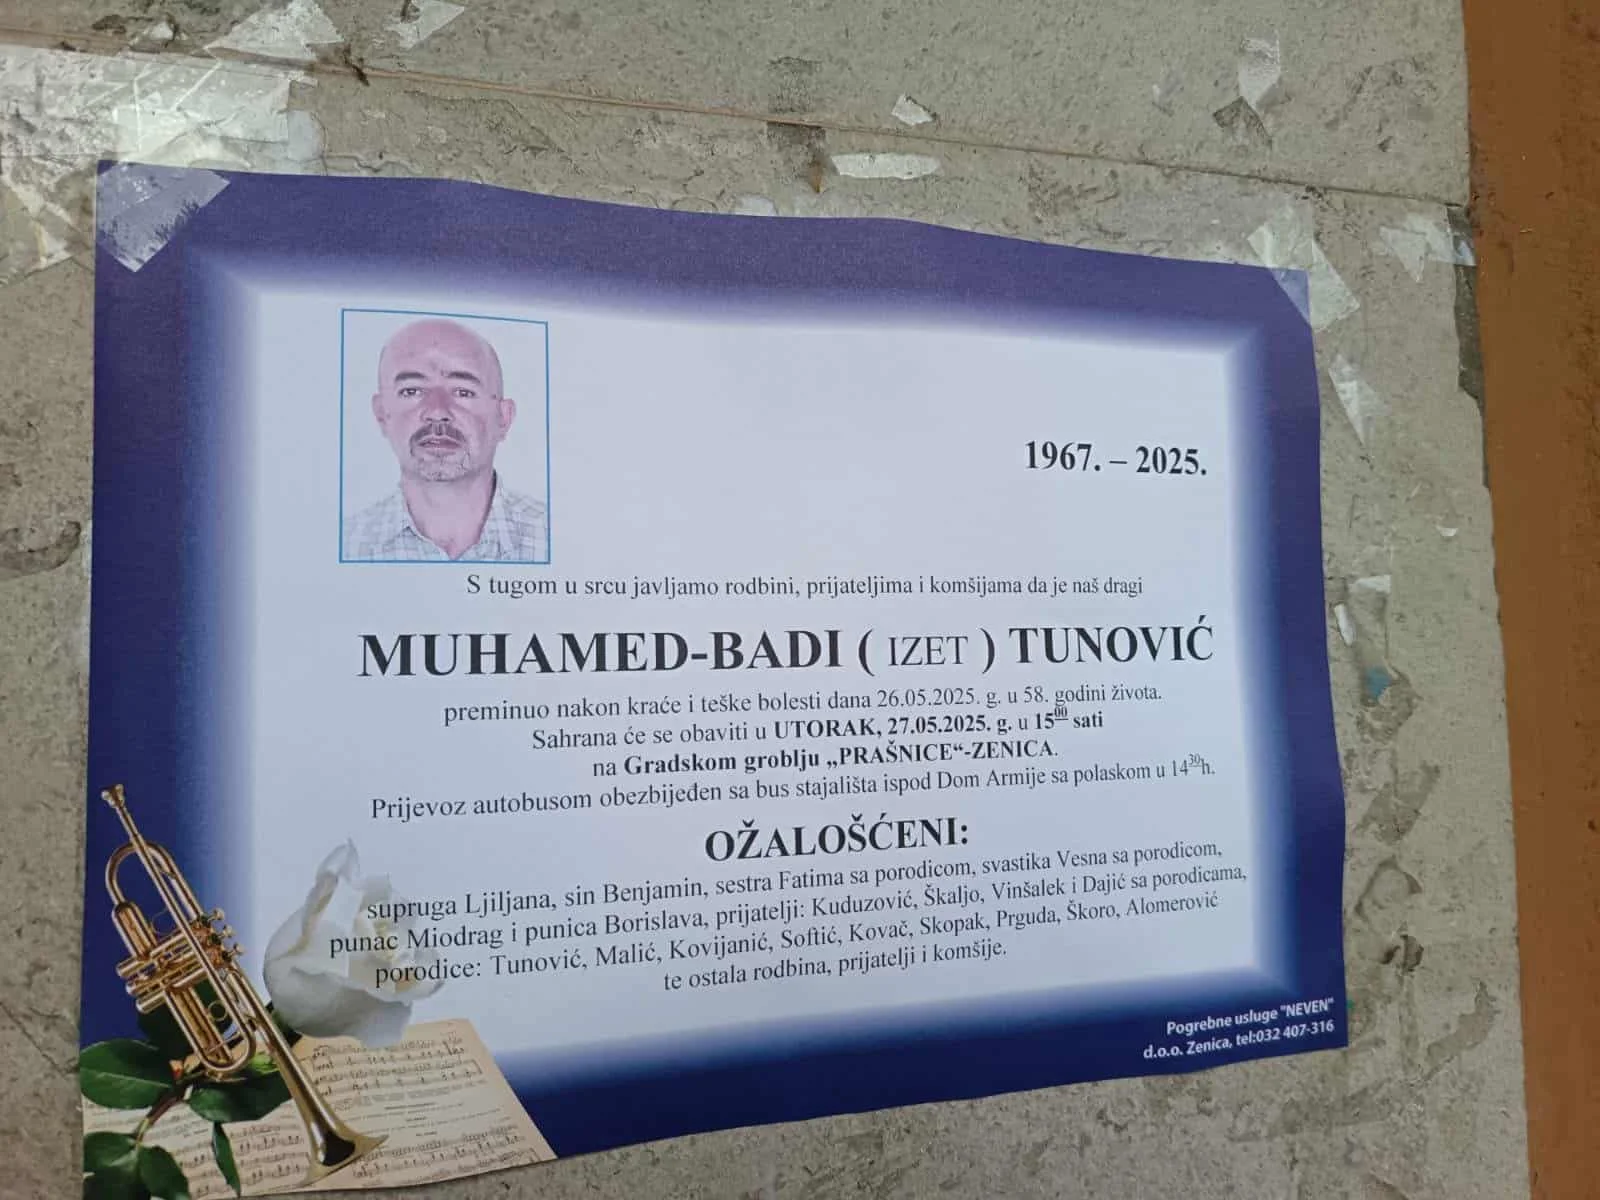 1967. – 2025.
S tugom u srcu javljamo rodbini, prijateljima i komšijama da je naš dragi
MUHAMED-BADI ( IZET ) TUNOVIĆ
preminuo nakon kraće i teške bolesti dana 26.05.2025. g. u 58. godini života.
Sahrana će se obaviti u UTORAK, 27.05.2025. g. u 15⁰⁰ sati
na Gradskom groblju „PRAŠNICE“-ZENICA.
Prijevoz autobusom obezbijeđen sa bus stajališta ispod Dom Armije sa polaskom u 14³⁰h.
OŽALOŠĆENI:
supruga Ljiljana, sin Benjamin, sestra Fatima sa porodicom, svastika Vesna sa porodicom,
punac Miodrag i punica Borislava, prijatelji: Kuduzović, Škaljo, Vinšalek i Dajić sa porodicama,
porodice: Tunović, Malić, Kovijanić, Softić, Kovač, Skopak, Prguda, Škoro, Alomerović
te ostala rodbina, prijatelji i komšije.
Pogrebne usluge "NEVEN"
d.o.o. Zenica, tel:032 407-316